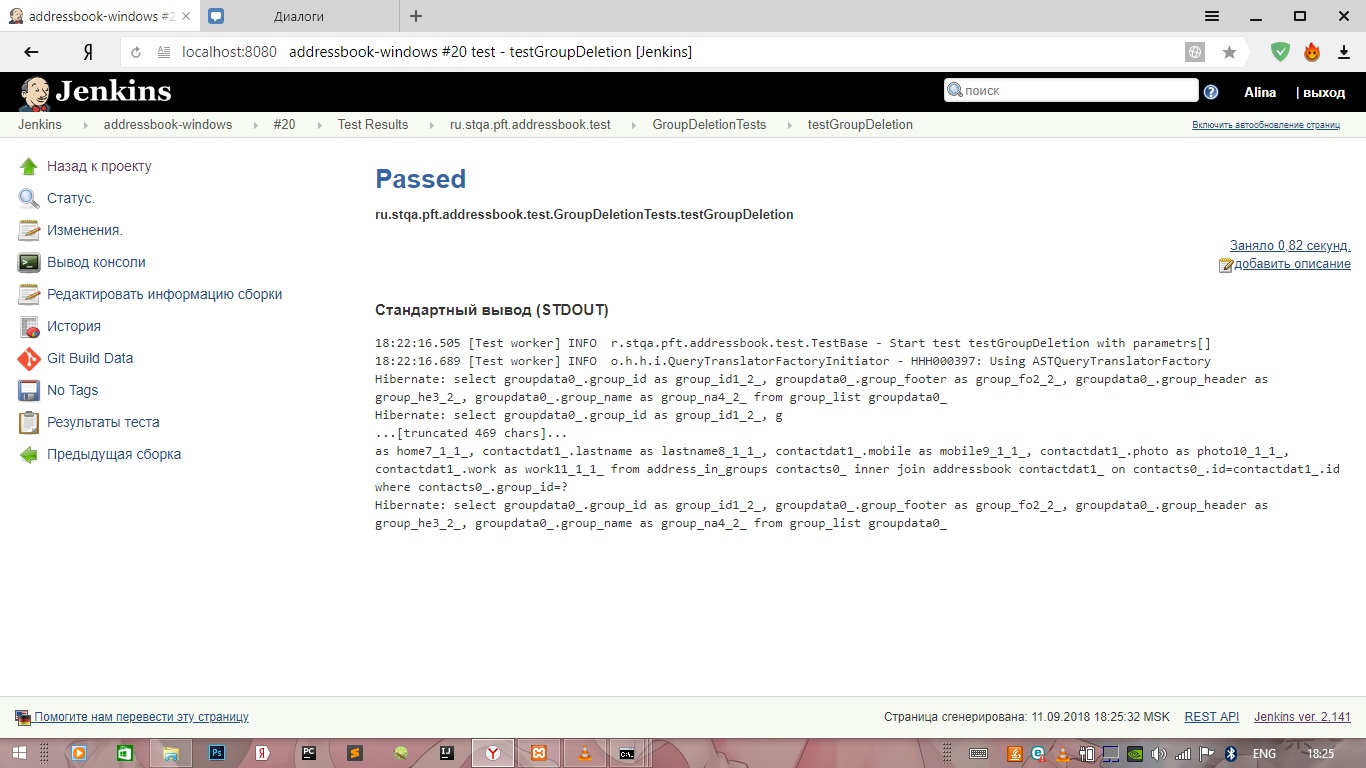 addressbook-windows #2
Диалоги
Я
localhost:8080 addressbook-windows #20 test - testGroupDeletion [Jenkins]
Jenkins
поиск
?
Alina
| выход
Jenkins addressbook-windows #20 Test Results ru.stqa.pft.addressbook.test GroupDeletionTests testGroupDeletion
Включить автообновление страниц
Назад к проекту
Статус.
Изменения.
Вывод консоли
Редактировать информацию сборки
История
Git Build Data
No Tags
Результаты теста
Предыдущая сборка
Passed
ru.stqa.pft.addressbook.test.GroupDeletionTests.testGroupDeletion
Заняло 0,82 секунд.
добавить описание
Стандартный вывод (STDOUT)
18:22:16.505 [Test worker] INFO  r.stqa.pft.addressbook.test.TestBase - Start test testGroupDeletion with parametrs[]
18:22:16.689 [Test worker] INFO  o.h.h.i.QueryTranslatorFactoryInitiator - HHH000397: Using ASTQueryTranslatorFactory
Hibernate: select groupdata0_.group_id as group_id1_2_, groupdata0_.group_footer as group_fo2_2_, groupdata0_.group_header as
group_he3_2_, groupdata0_.group_name as group_na4_2_ from group_list groupdata0_
Hibernate: select groupdata0_.group_id as group_id1_2_, g
...[truncated 469 chars]...
as home7_1_1_, contactdat1_.lastname as lastname8_1_1_, contactdat1_.mobile as mobile9_1_1_, contactdat1_.photo as photo10_1_1_,
contactdat1_.work as work11_1_1_ from address_in_groups contacts0_ inner join addressbook contactdat1_ on contacts0_.id=contactdat1_.id
where contacts0_.group_id=?
Hibernate: select groupdata0_.group_id as group_id1_2_, groupdata0_.group_footer as group_fo2_2_, groupdata0_.group_header as
group_he3_2_, groupdata0_.group_name as group_na4_2_ from group_list groupdata0_
Помогите нам перевести эту страницу
Страница сгенерирована: 11.09.2018 18:25:32 MSK
REST API
Jenkins ver. 2.141
Ps
Я
PC
IJ
Y
ENG
18:25